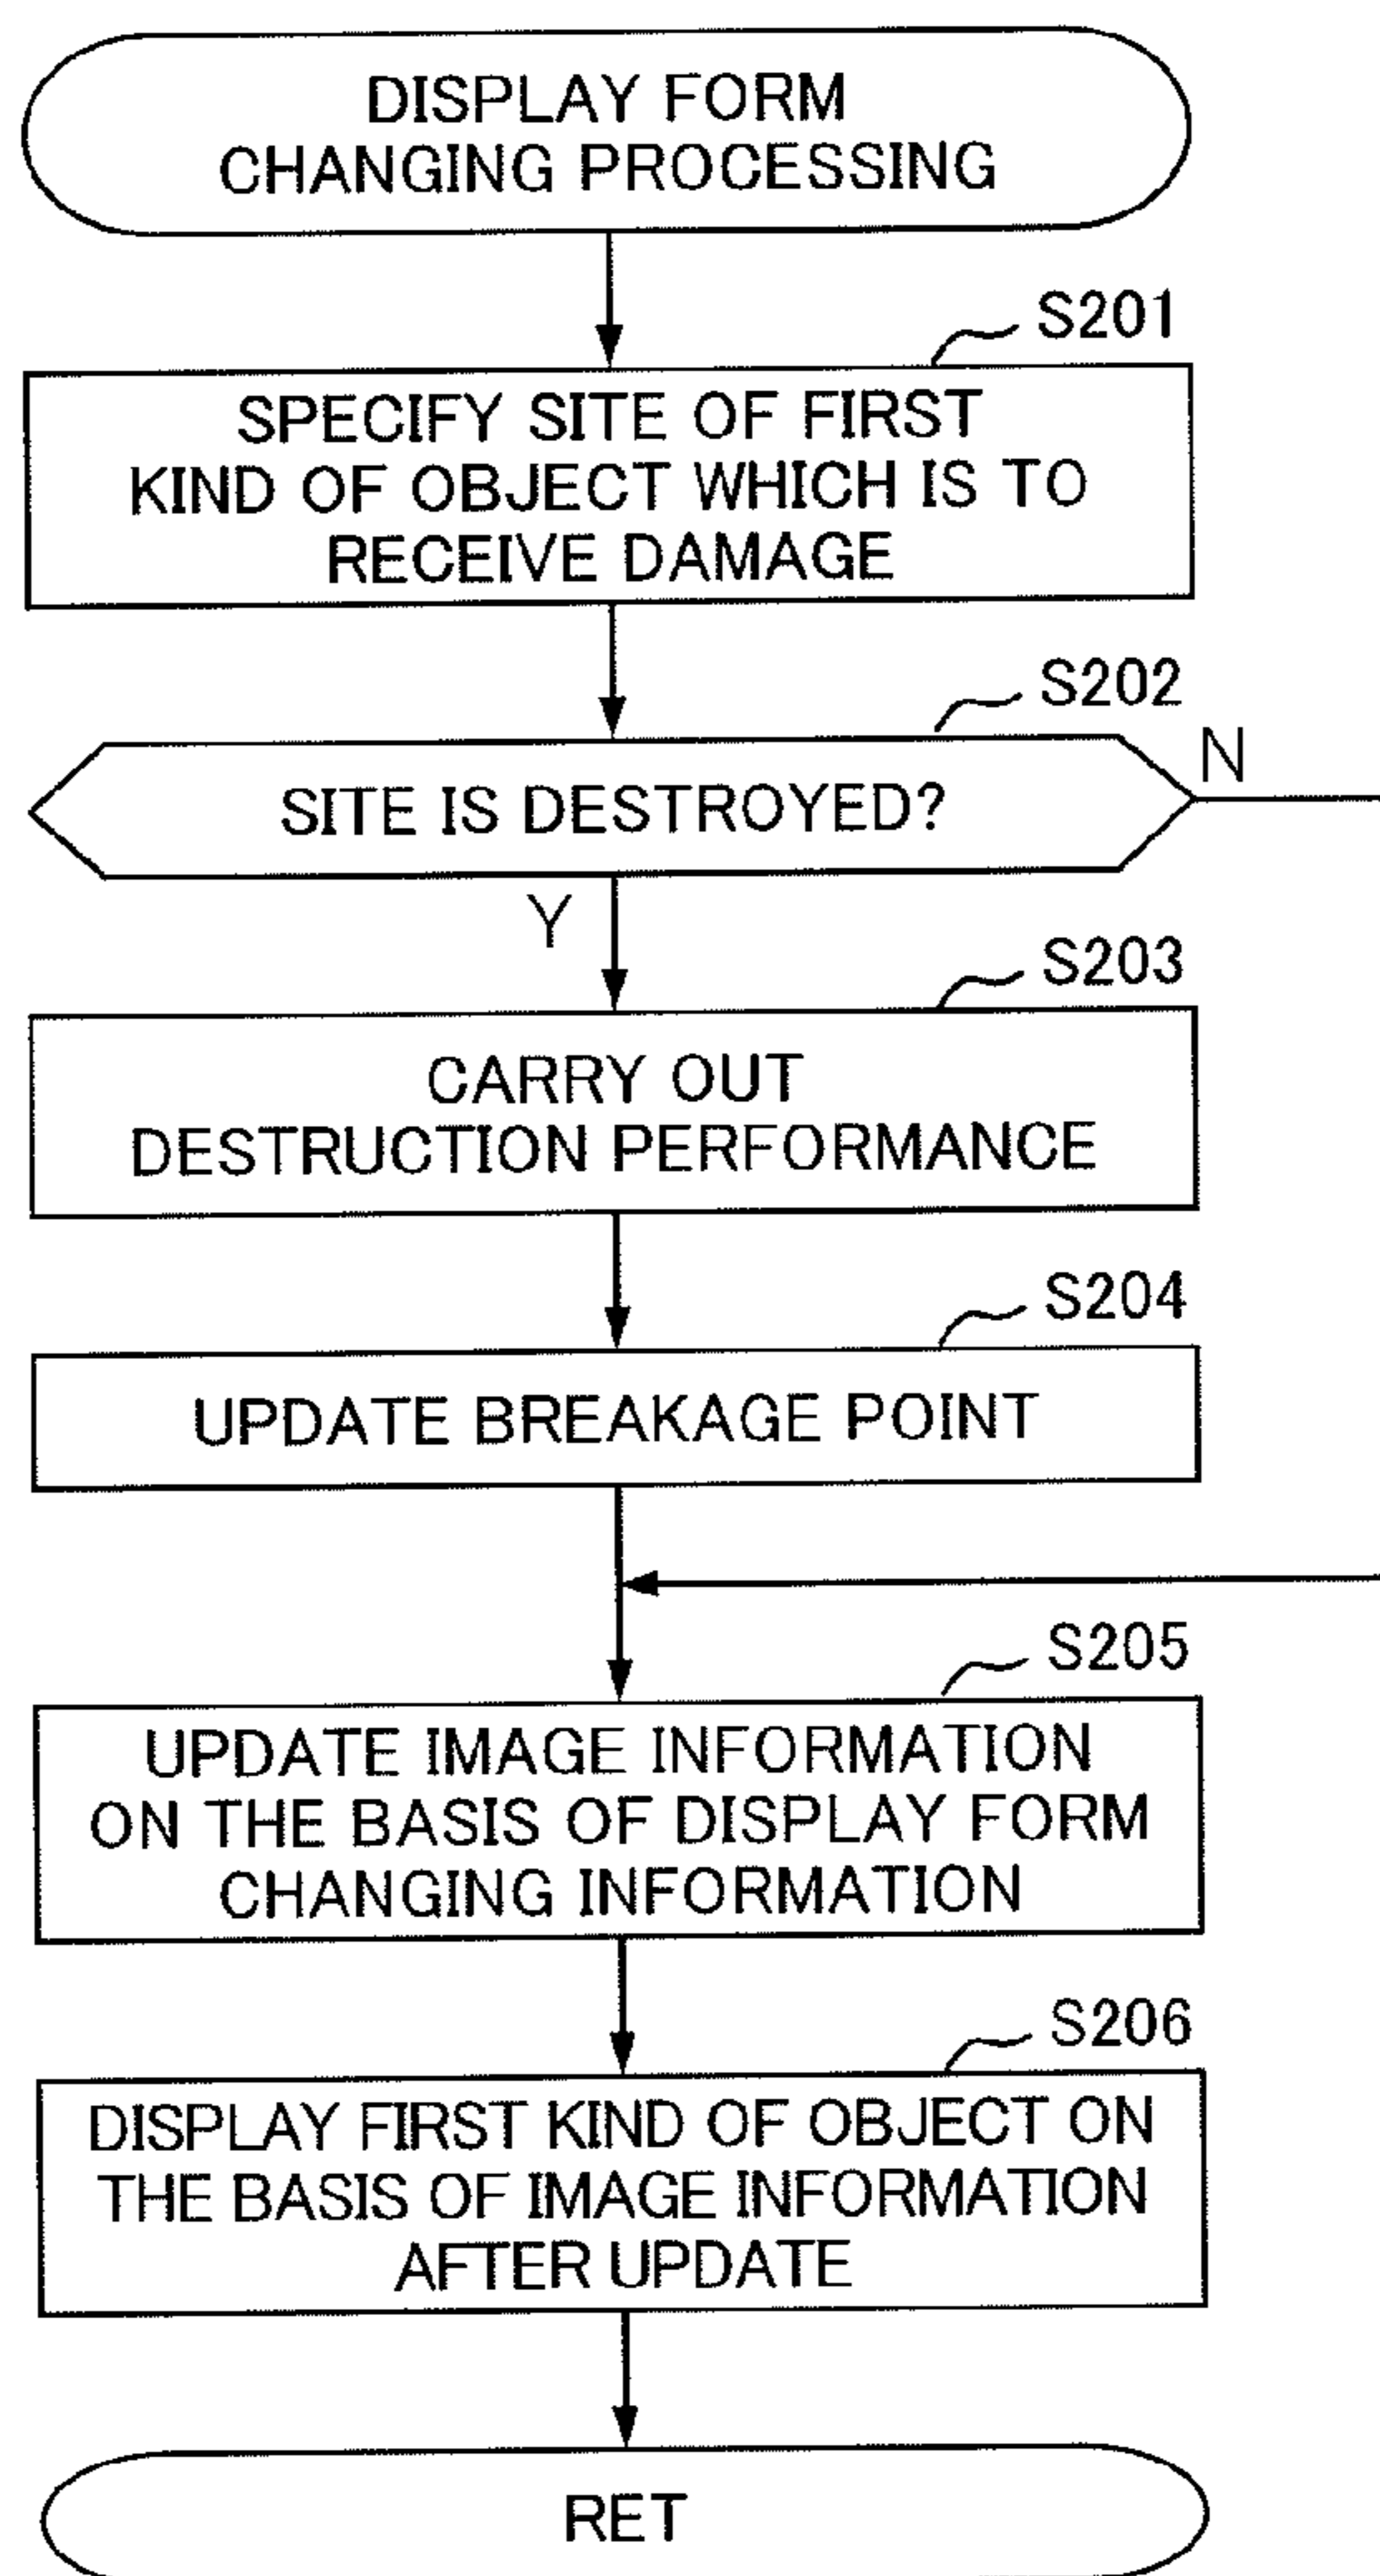 DISPLAY FORM
CHANGING PROCESSING
S201
SPECIFY SITE OF FIRST
KIND OF OBJECT WHICH IS TO
RECEIVE DAMAGE
S202
N
SITE IS DESTROYED?
Y
S203
CARRY OUT
DESTRUCTION PERFORMANCE
S204
UPDATE BREAKAGE POINT
S205
UPDATE IMAGE INFORMATION
ON THE BASIS OF DISPLAY FORM
CHANGING INFORMATION
S206
DISPLAY FIRST KIND OF OBJECT ON
THE BASIS OF IMAGE INFORMATION
AFTER UPDATE
RET